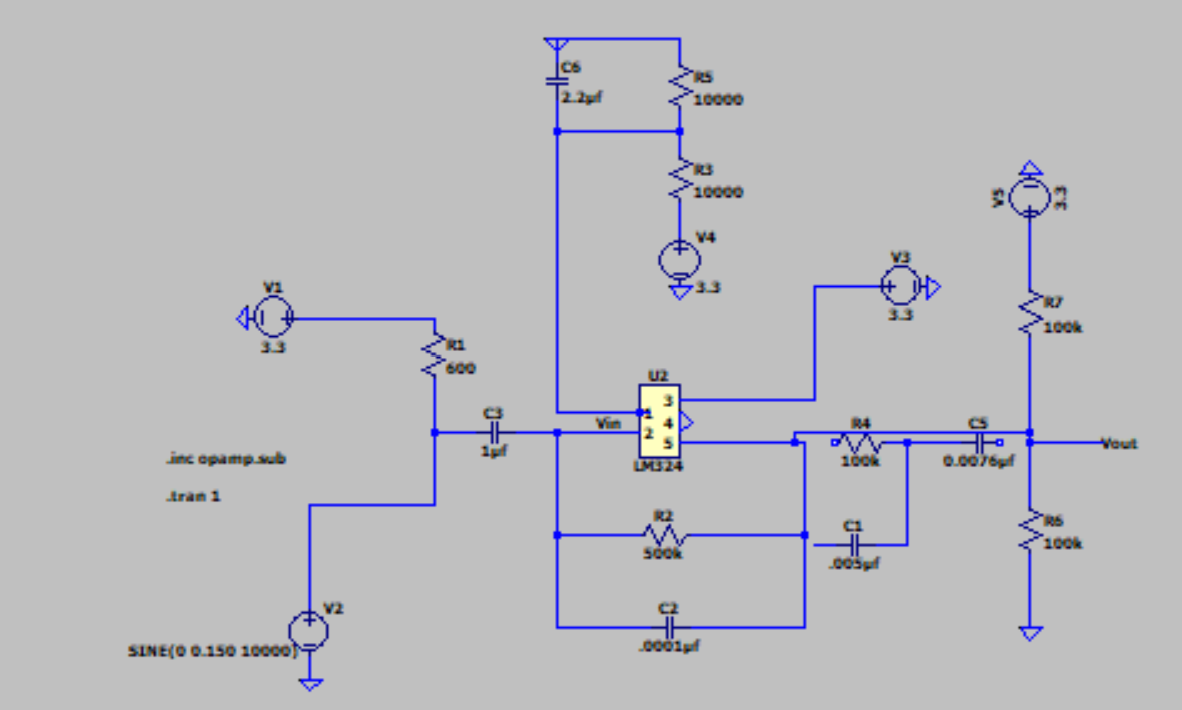 C6
2.2µf
R5
10000
R3
10000
V4
3.3
V5
3.3
V3
3.3
V1
3.3
R1
600
R7
100k
U2
1
2
3
4
5
LM324
C3
1µf
Vin
R4
100k
C5
0.0076µf
Vout
.inc opamp.sub
.tran 1
R2
500k
C1
.005µf
R6
100k
C2
.0001µf
V2
SINE(0 0.150 10000)